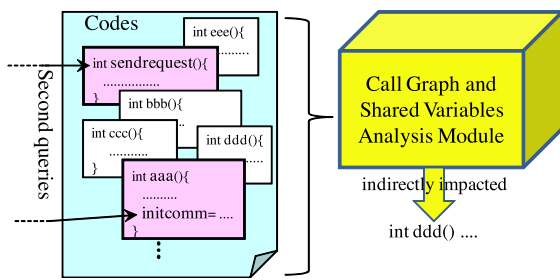 Codes
int eee(){
..........
int sendrequest(){
...............
}
int bbb(){
..
int ccc(){
...........
}
int ddd(){
.....
int aaa(){
..........
initcomm= ....
}
Second queries
Call Graph and
Shared Variables
Analysis Module
indirectly impacted
int ddd() ....